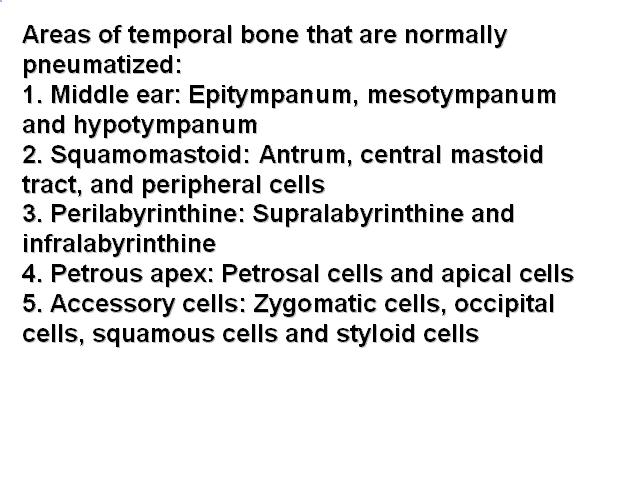 Areas of temporal bone that are normally
pneumatized:
1. Middle ear: Epitympanum, mesotympanum
and hypotympanum
2. Squamomastoid: Antrum, central mastoid
tract, and peripheral cells
3. Perilabyrinthine: Supralabyrinthine and
infralabyrinthine
4. Petrous apex: Petrosal cells and apical cells
5. Accessory cells: Zygomatic cells, occipital
cells, squamous cells and styloid cells